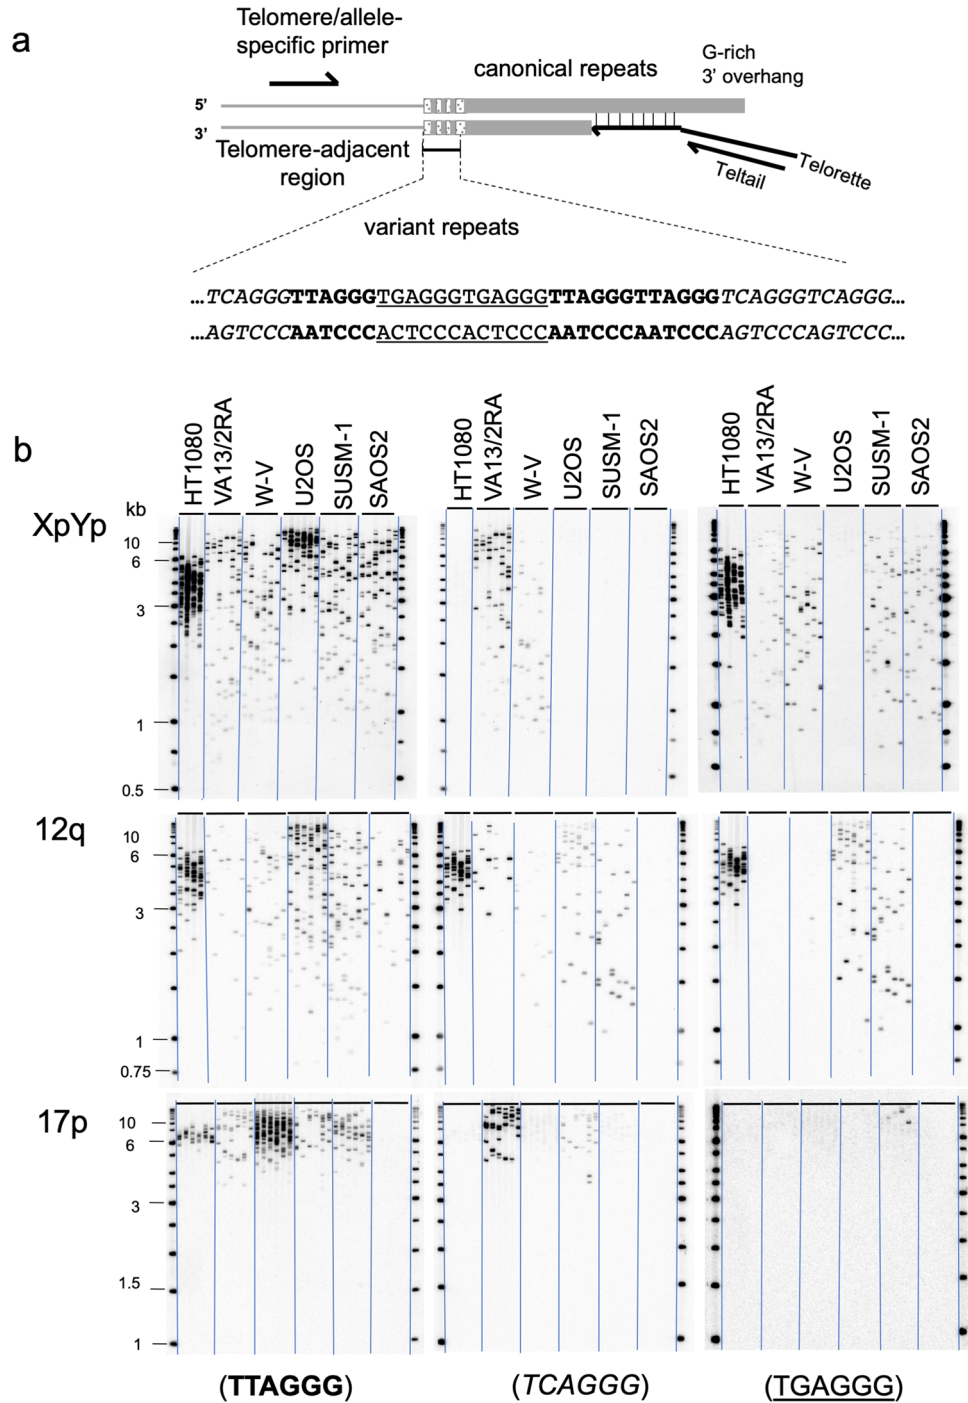 a
Telomere/allele-
specific primer
canonical repeats
G-rich
3’ overhang
5’
3’
Telomere-adjacent
region
Teltail
Telorette
variant repeats
...TCAGGGTTAGGGTGAGGGTGAGGGTTAGGGTTAGGGTCAGGGTCAGGG...
...AGTCCCAATCCCACTCCCACTCCCAATCCCAATCCCAGTCCCAGTCCC...
b
HT1080 VA13/2RA W-V U2OS SUSM-1 SAOS2
HT1080 VA13/2RA W-V U2OS SUSM-1 SAOS2
HT1080 VA13/2RA W-V U2OS SUSM-1 SAOS2
XpYp
kb
10
6
3
1
0.5
12q
10
6
3
1
0.75
17p
10
6
3
1.5
1
(TTAGGG) (TCAGGG) (TGAGGG)